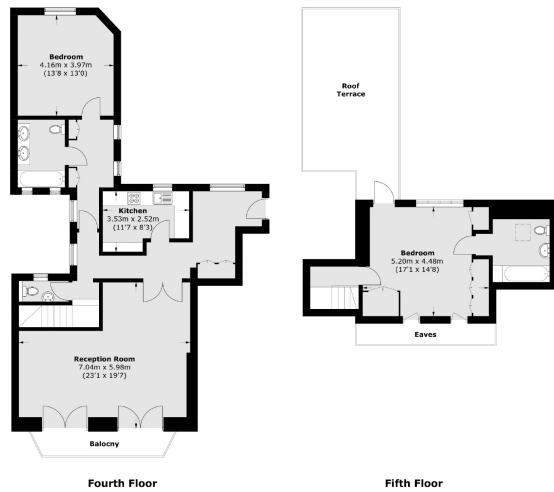 Bedroom
4.16m x 3.97m
(13'8 x 13'0)
Kitchen
3.53m x 2.52m
(11'7 x 8'3)
Reception Room
7.04m x 5.98m
(23'1 x 19'7)
Balocny
Fourth Floor
Roof
Terrace
Bedroom
5.20m x 4.48m
(17'1 x 14'8)
Eaves
Fifth Floor